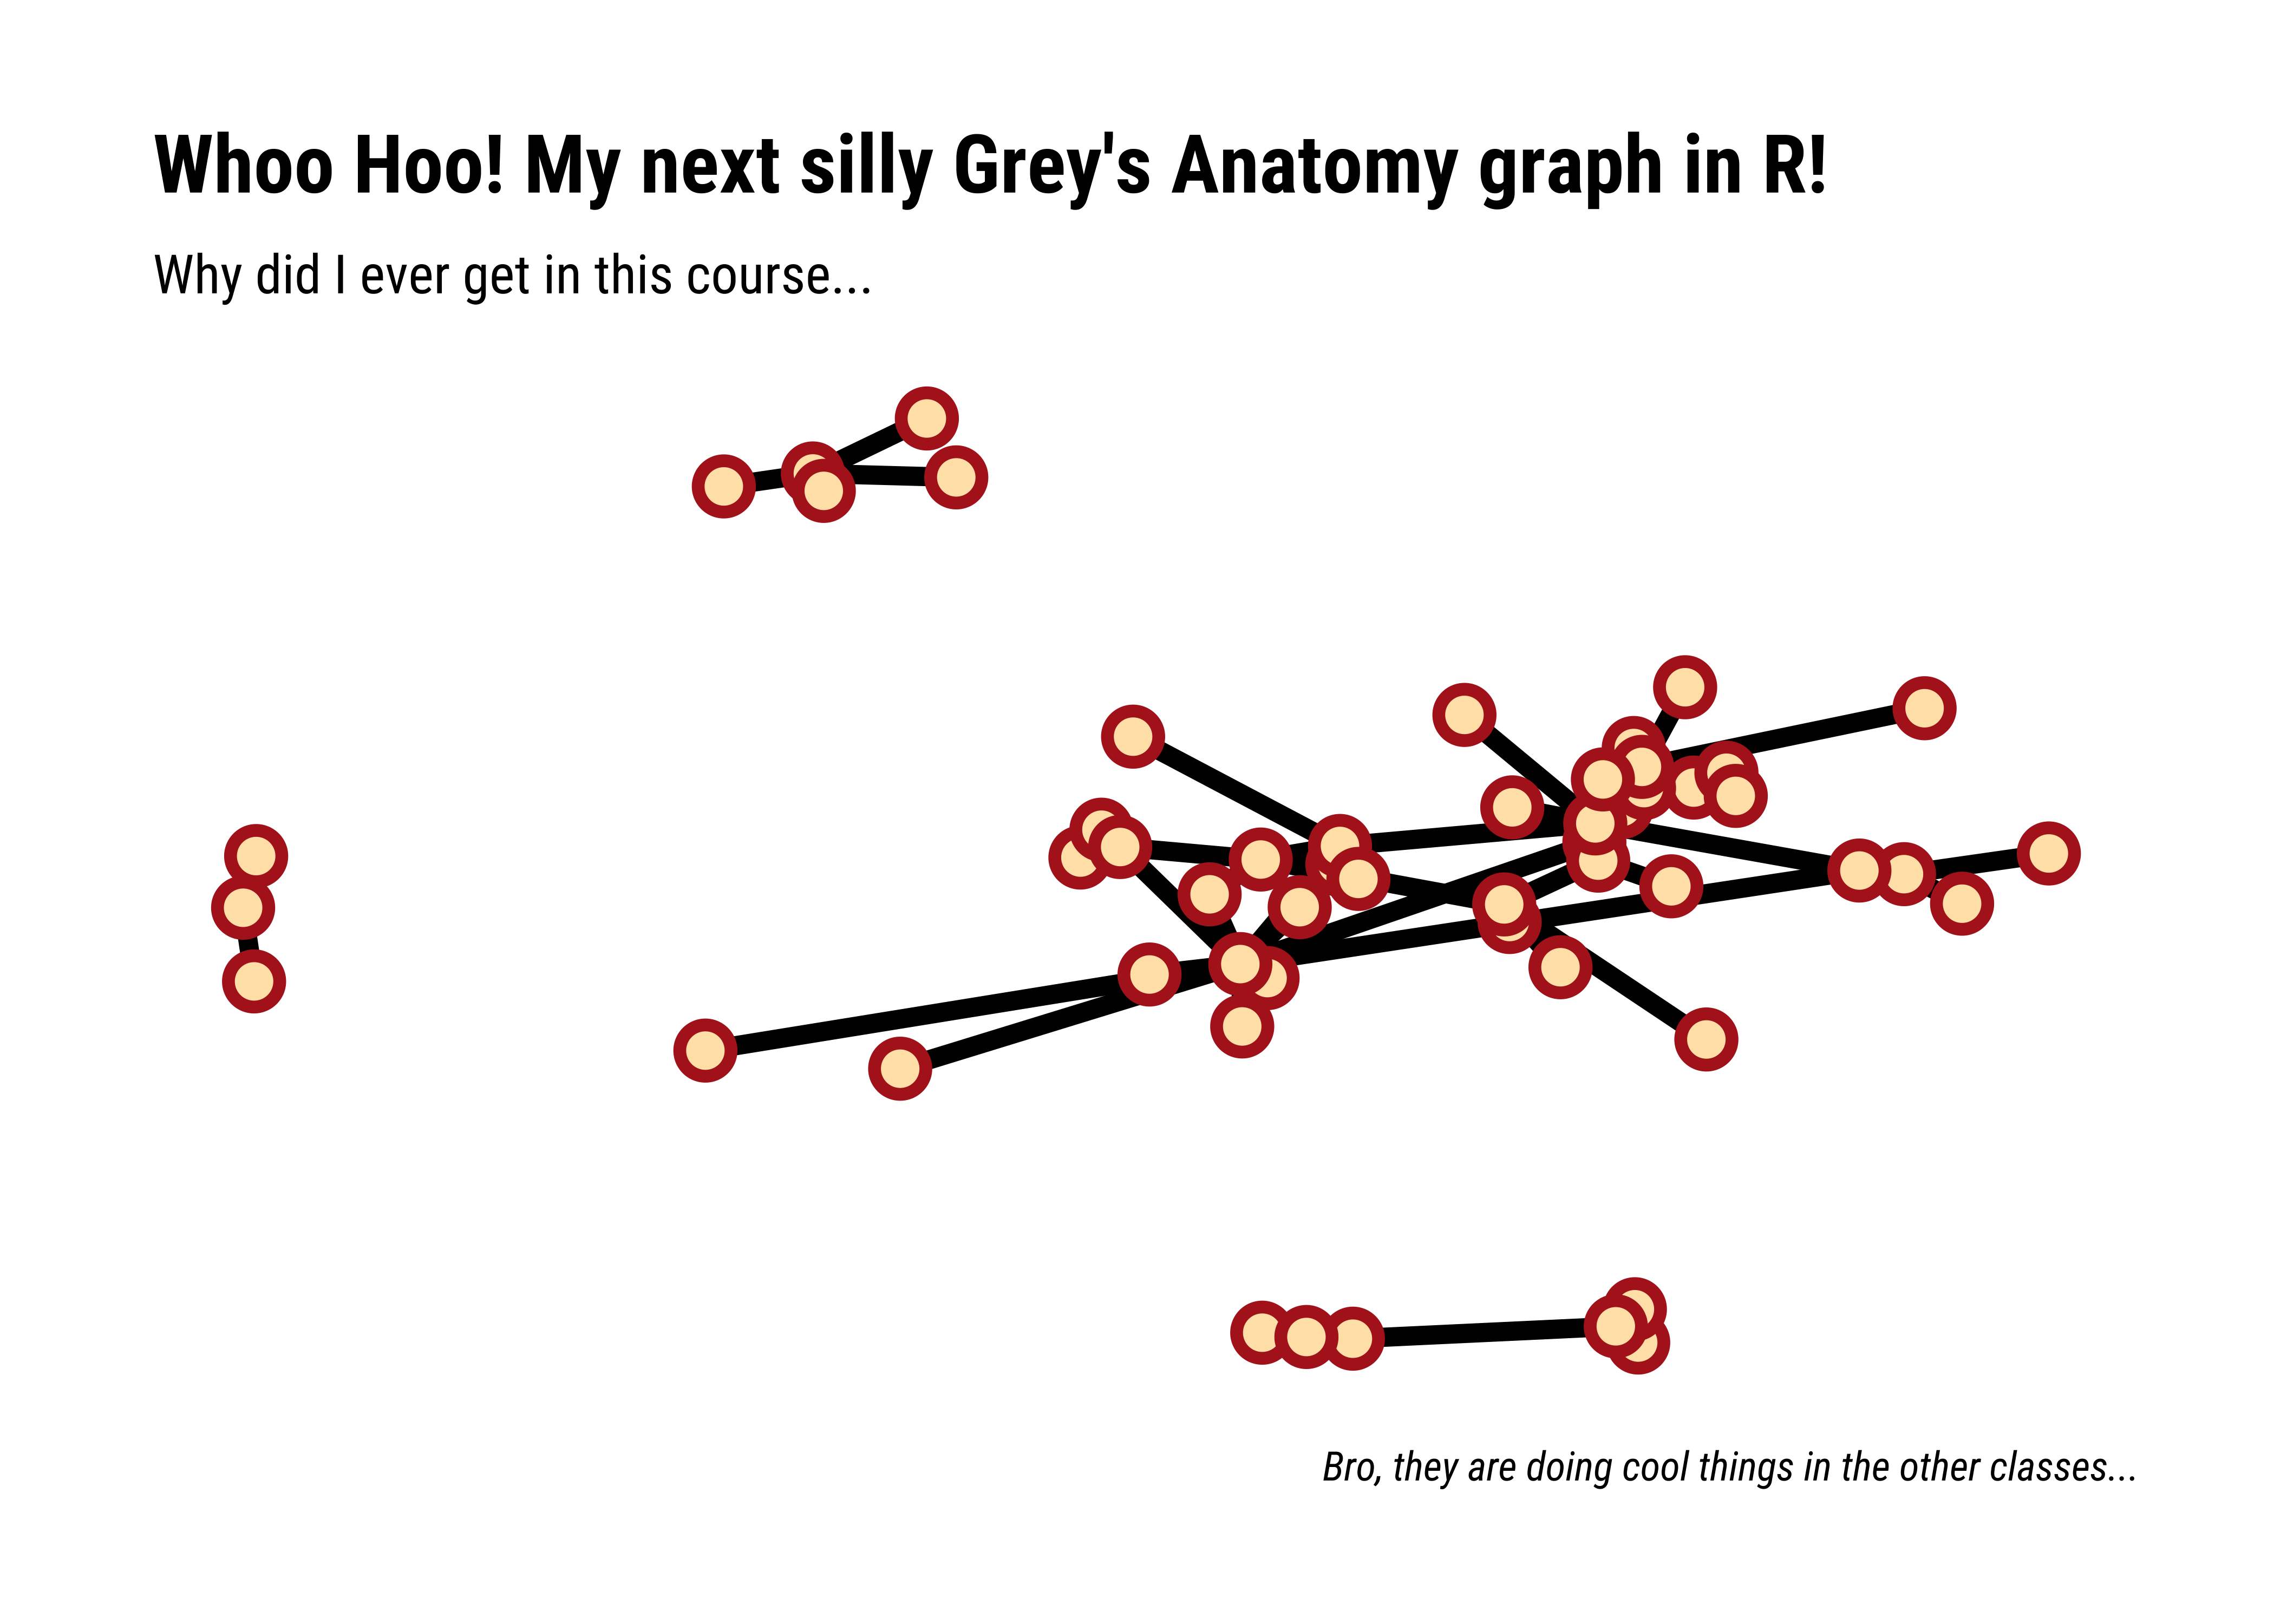 Whoo Hoo! My next silly Grey's Anatomy graph in R!
Why did I ever get in this course...
Bro, they are doing cool things in the other classes...